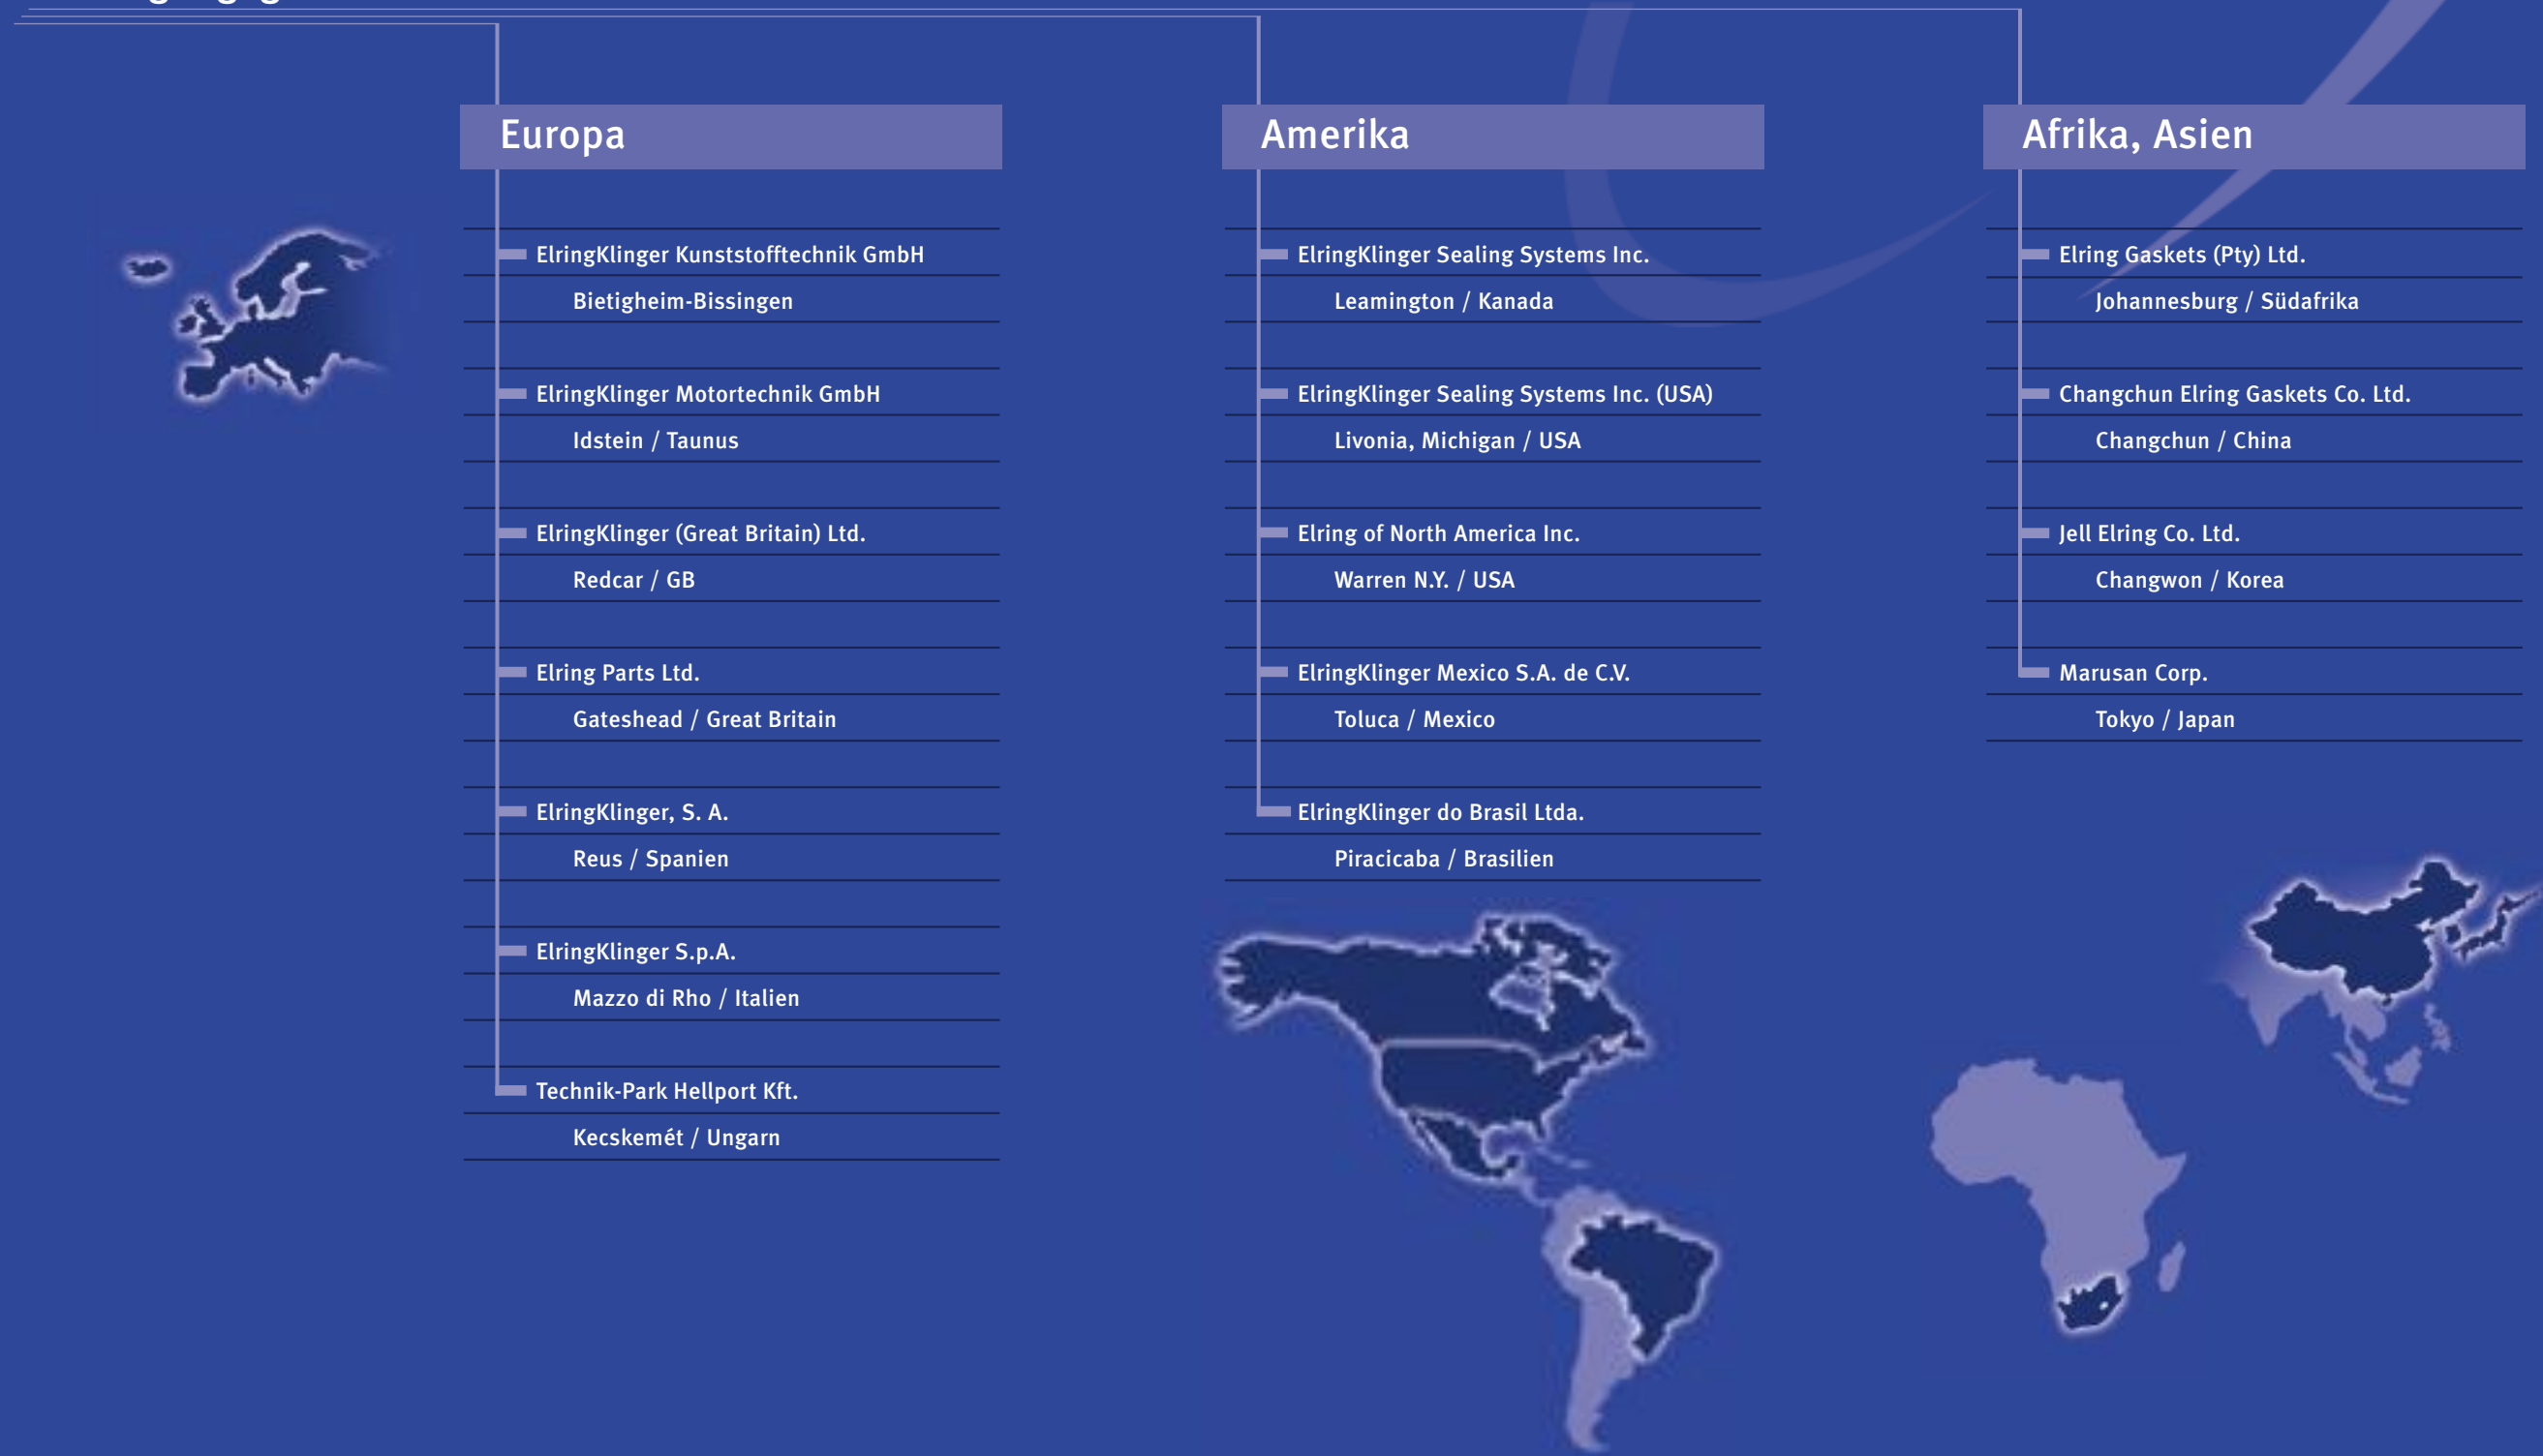 Europa
ElringKlinger Kunststofftechnik GmbH
Bietigheim-Bissingen
ElringKlinger Motortechnik GmbH
Idstein / Taunus
ElringKlinger (Great Britain) Ltd.
Redcar / GB
Elring Parts Ltd.
Gateshead / Great Britain
ElringKlinger, S. A.
Reus / Spanien
ElringKlinger S.p.A.
Mazzo di Rho / Italien
Technik-Park Hellport Kft.
Kecskemét / Ungarn
Amerika
ElringKlinger Sealing Systems Inc.
Leamington / Kanada
ElringKlinger Sealing Systems Inc. (USA)
Livonia, Michigan / USA
Elring of North America Inc.
Warren N.Y. / USA
ElringKlinger Mexico S.A. de C.V.
Toluca / Mexico
ElringKlinger do Brasil Ltda.
Piracicaba / Brasilien
Afrika, Asien
Elring Gaskets (Pty) Ltd.
Johannesburg / Südafrika
Changchun Elring Gaskets Co. Ltd.
Changchun / China
Jell Elring Co. Ltd.
Changwon / Korea
Marusan Corp.
Tokyo / Japan